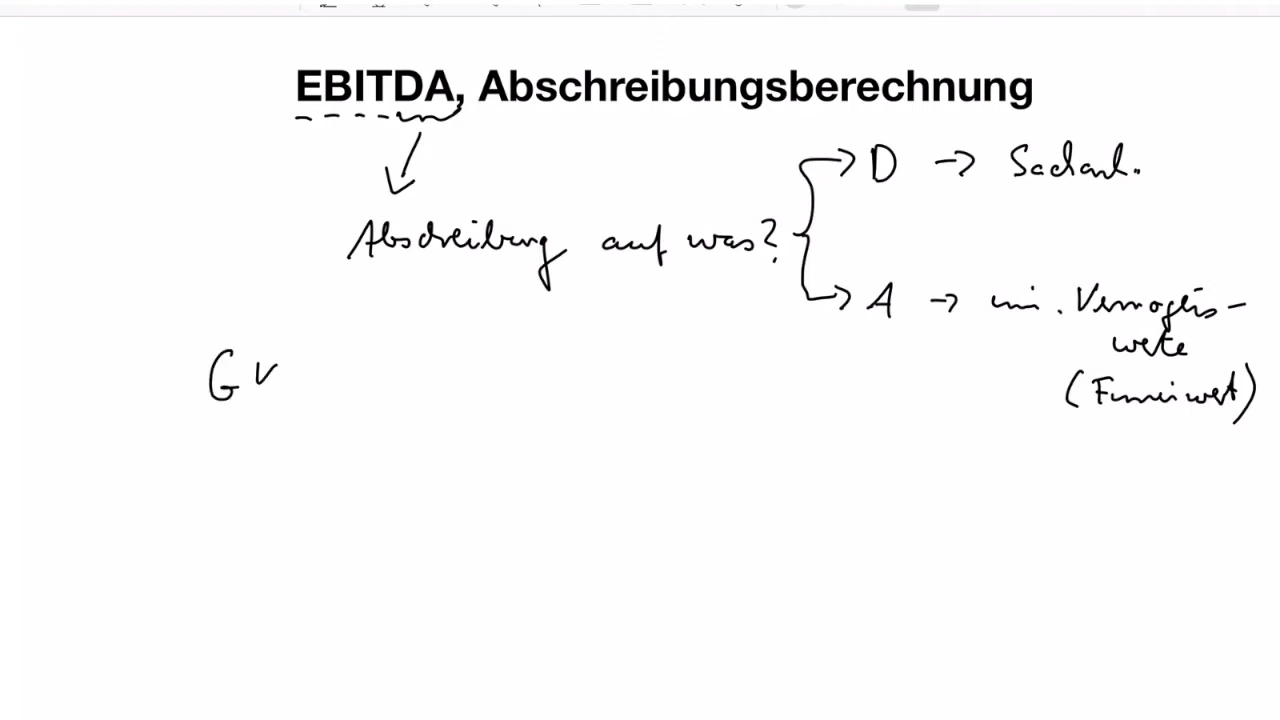 EBITDA, Abschreibungsberechnung
D → Sachanl.
Abschreibung auf was?
A → imm. Vermögens-
werte
(Firmenwert)
GV